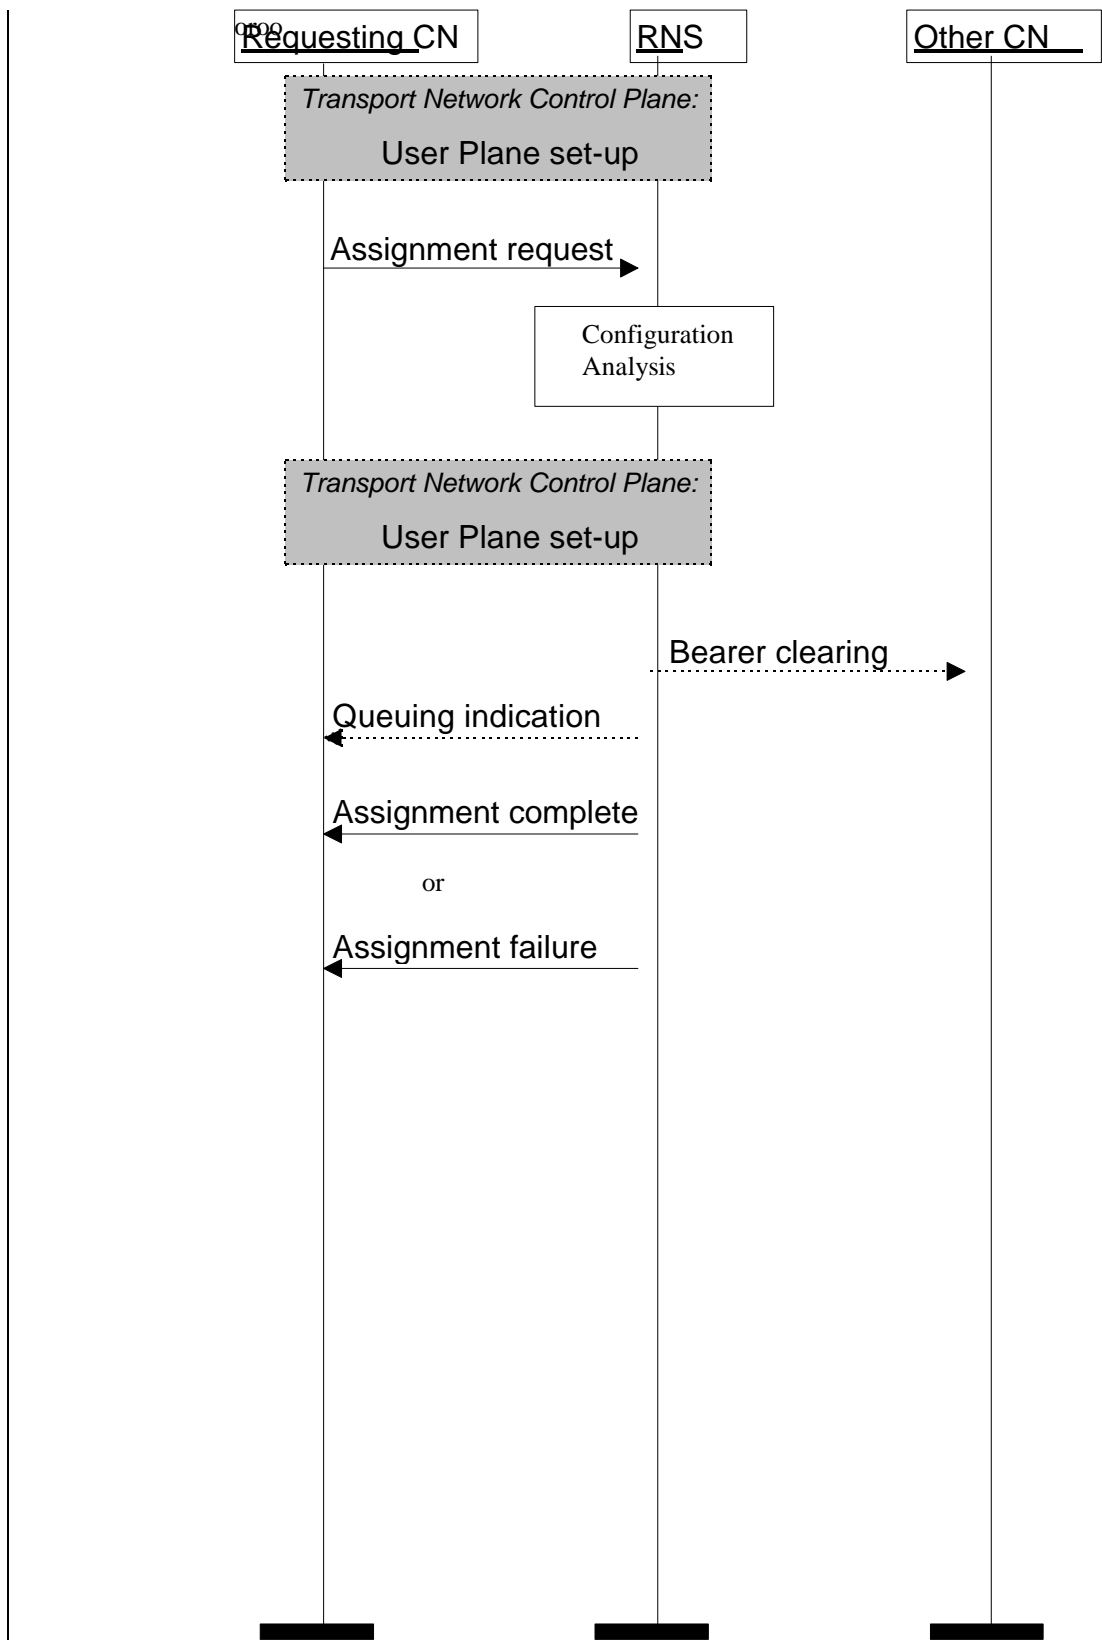 oroo
Requesting CN
RNS
Other CN
Transport Network Control Plane:
User Plane set-up
Assignment request
Configuration
Analysis
Transport Network Control Plane:
User Plane set-up
Bearer clearing
Queuing indication
Assignment complete
or
Assignment failure